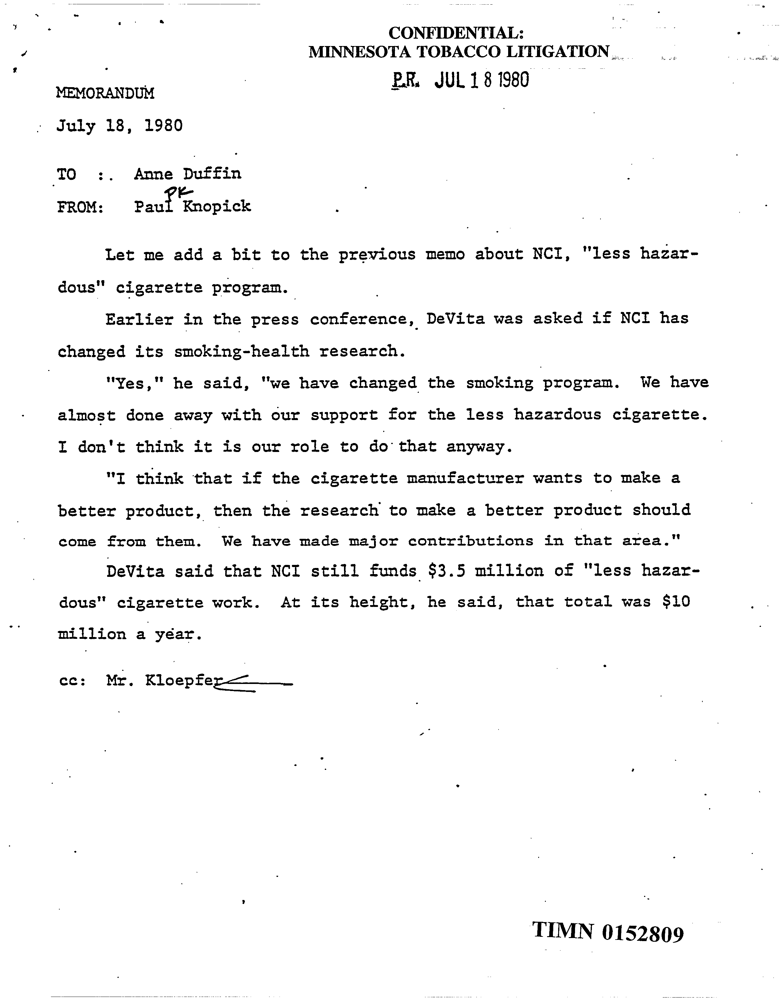 CONFIDENTIAL:
MINNESOTA TOBACCO LITIGATION
P.R. JUL 18 1980
MEMORANDUM
July 18, 1980
TO :. Anne Duffin
PK
FROM: Paul Knopick
Let me add a bit to the previous memo about NCI, "less hazar-
dous" cigarette program.
Earlier in the press conference, DeVita was asked if NCI has
changed its smoking-health research.
"Yes," he said, "we have changed the smoking program. We have
almost done away with our support for the less hazardous cigarette.
I don't think it is our role to do that anyway.
"I think that if the cigarette manufacturer wants to make a
better product, then the research to make a better product should
come from them. We have made major contributions in that area."
DeVita said that NCI still funds $3.5 million of "less hazar-
dous" cigarette work. At its height, he said, that total was $10
million a year.
cc: Mr. Kloepfer
TIMN 0152809